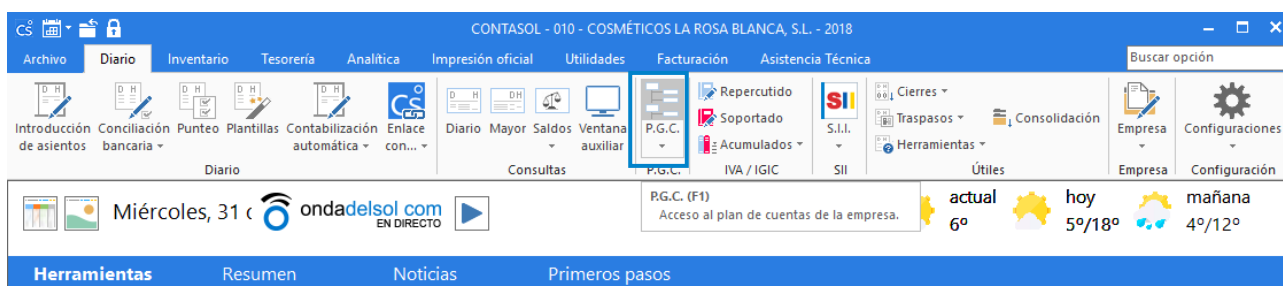 CONTASOL - 010 - COSMÉTICOS LA ROSA BLANCA, S.L. - 2018
Archivo Diario Inventario Tesorería Analítica Impresión oficial Utilidades Facturación Asistencia Técnica Buscar opción
Introducción de asientos
Conciliación bancaria
Punteo
Plantillas
Contabilización automática
Enlace con...
Diario
Diario
Mayor
Saldos
Ventana auxiliar
Consultas
P.G.C.
P.G.C.
Repercutido
Soportado
Acumulados
IVA / IGIC
SII
S.I.I.
SII
Cierres
Traspasos
Herramientas
Consolidación
Útiles
Empresa
Empresa
Configuraciones
Configuración
Miércoles, 31
ondadelsol com
EN DIRECTO
P.G.C. (F1)
Acceso al plan de cuentas de la empresa.
actual
6º
hoy
5º/18º
mañana
4º/12º
Herramientas Resumen Noticias Primeros pasos